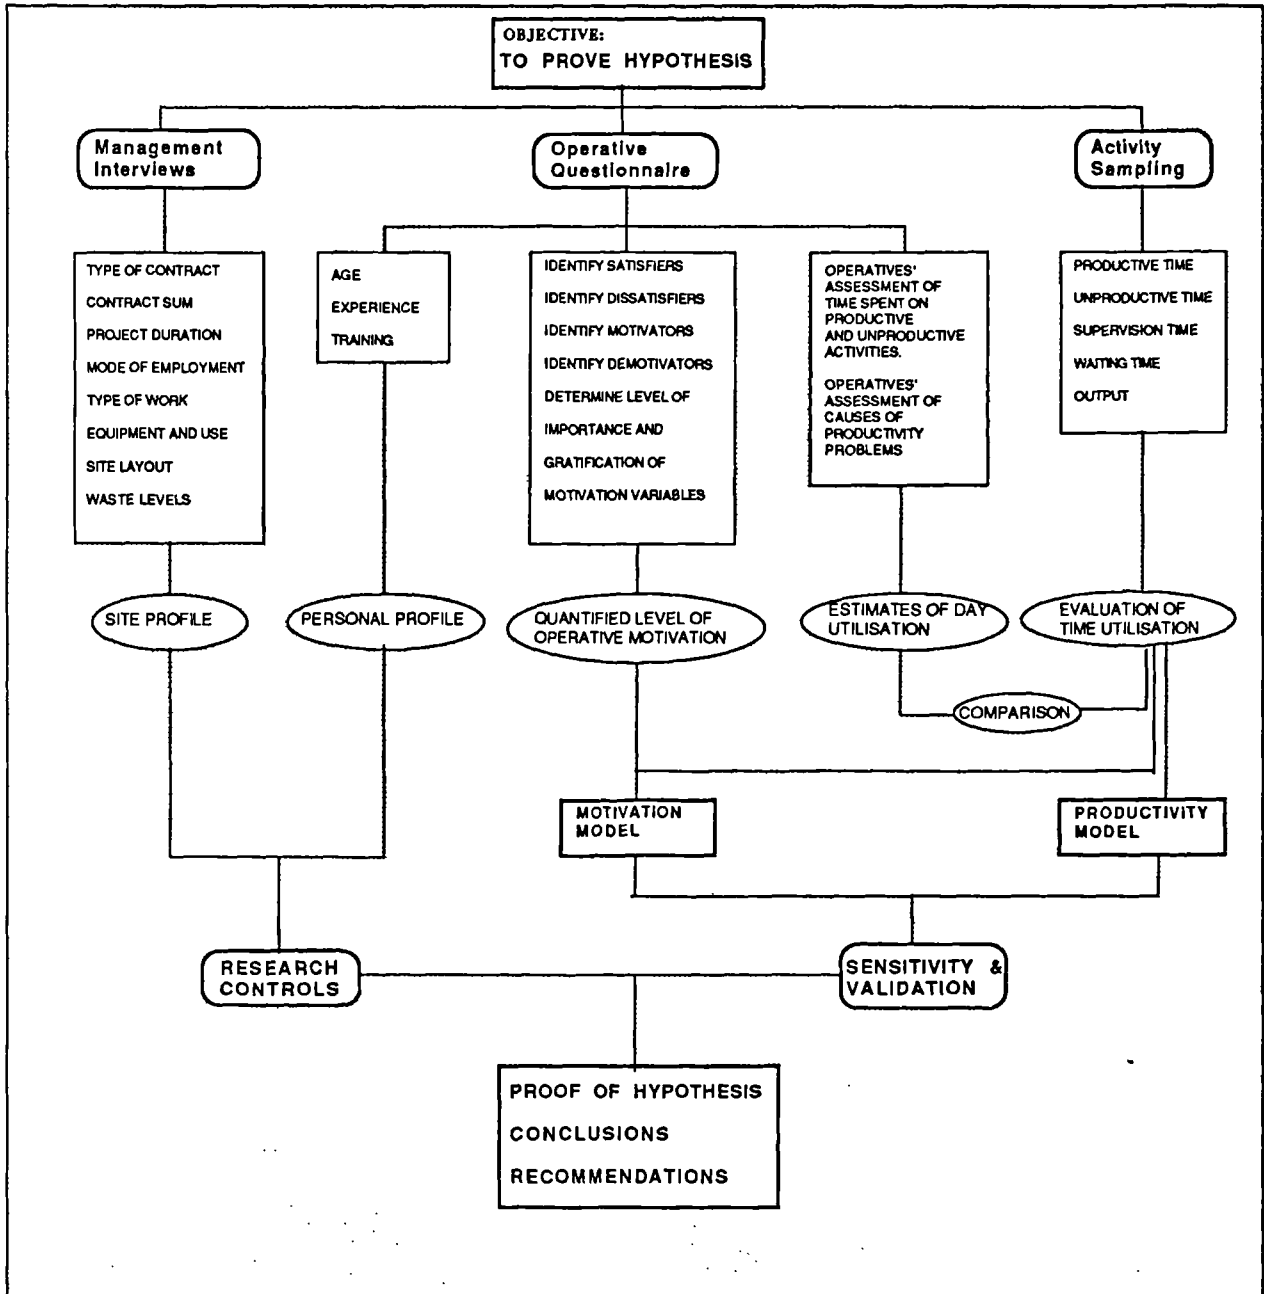 OBJECTIVE:
TO PROVE HYPOTHESIS
Management
Interviews
Operative
Questionnaire
Activity
Sampling
TYPE OF CONTRACT
CONTRACT SUM
PROJECT DURATION
MODE OF EMPLOYMENT
TYPE OF WORK
EQUIPMENT AND USE
SITE LAYOUT
WASTE LEVELS
AGE
EXPERIENCE
TRAINING
IDENTIFY SATISFIERS
IDENTIFY DISSATISFIERS
IDENTIFY MOTIVATORS
IDENTIFY DEMOTIVATORS
DETERMINE LEVEL OF
IMPORTANCE AND
GRATIFICATION OF
MOTIVATION VARIABLES
OPERATIVES'
ASSESSMENT OF
TIME SPENT ON
PRODUCTIVE
AND UNPRODUCTIVE
ACTIVITIES.
OPERATIVES'
ASSESSMENT OF
CAUSES OF
PRODUCTIVITY
PROBLEMS
PRODUCTIVE TIME
UNPRODUCTIVE TIME
SUPERVISION TIME
WAITING TIME
OUTPUT
SITE PROFILE
PERSONAL PROFILE
QUANTIFIED LEVEL OF
OPERATIVE MOTIVATION
ESTIMATES OF DAY
UTILISATION
EVALUATION OF
TIME UTILISATION
COMPARISON
MOTIVATION
MODEL
PRODUCTIVITY
MODEL
RESEARCH
CONTROLS
SENSITIVITY &
VALIDATION
PROOF OF HYPOTHESIS
CONCLUSIONS
RECOMMENDATIONS